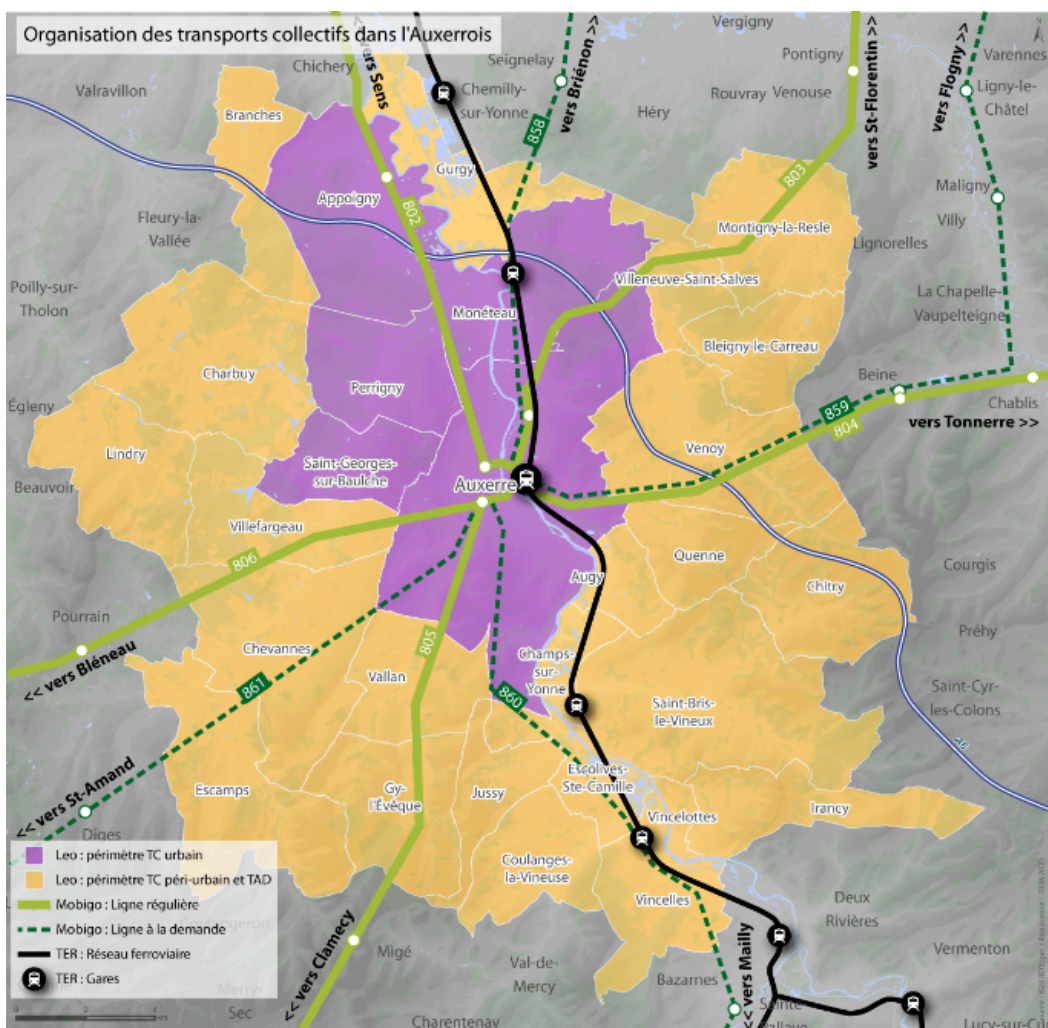 Organisation des transports collectifs dans l'Auxerrois
Vergigny
<< vers Sens
vers Briénon >>
vers St-Florentin >>
vers Flogny >>
Chichery
Seignelay
Pontigny
Varennes
Valravillon
Chemilly-
sur-Yonne
Rouvray
Venouse
Ligny-le-
Châtel
Branches
858
Héry
Gurgy
803
Appoigny
802
Maligny
Fleury-la-
Vallée
Montigny-la-Resle
Villy
Lignorelles
Poilly-sur-
Tholon
Villeneuve-Saint-Salves
La Chapelle-
Vaupelteigne
Monéteau
Bleigny-le-Carreau
Charbuy
Perrigny
Beine
Égleny
859
Chablis
804
vers Tonnerre >>
Lindry
Venoy
Saint-Georges-
sur-Baulche
Beauvoir
Auxerre
Villefargeau
806
Quenne
Augy
Chitry
Courgis
Pourrain
805
Préhy
Chevannes
<< vers Bléneau
861
Vallan
Champs-
sur-
Yonne
860
Saint-Bris-
le-Vineux
Saint-Cyr-
les-Colons
A6
<< vers St-Amand
Escamps
Gy-
l'Évêque
Jussy
Escolives-
Ste-Camille
Irancy
Vincelottes
Diges
Coulanges-
la-Vineuse
Vincelles
Deux
Rivières
Leo : périmètre TC urbain
Leo : périmètre TC péri-urbain et TAD
Mobigo : Ligne régulière
Mobigo : Ligne à la demande
TER : Réseau ferroviaire
TER : Gares
<< vers Clamecy
Migé
Val-de-
Mercy
Bazarnes
<< vers Mailly
Vermenton
Merry-
Sec
Charentenay
Sainte-